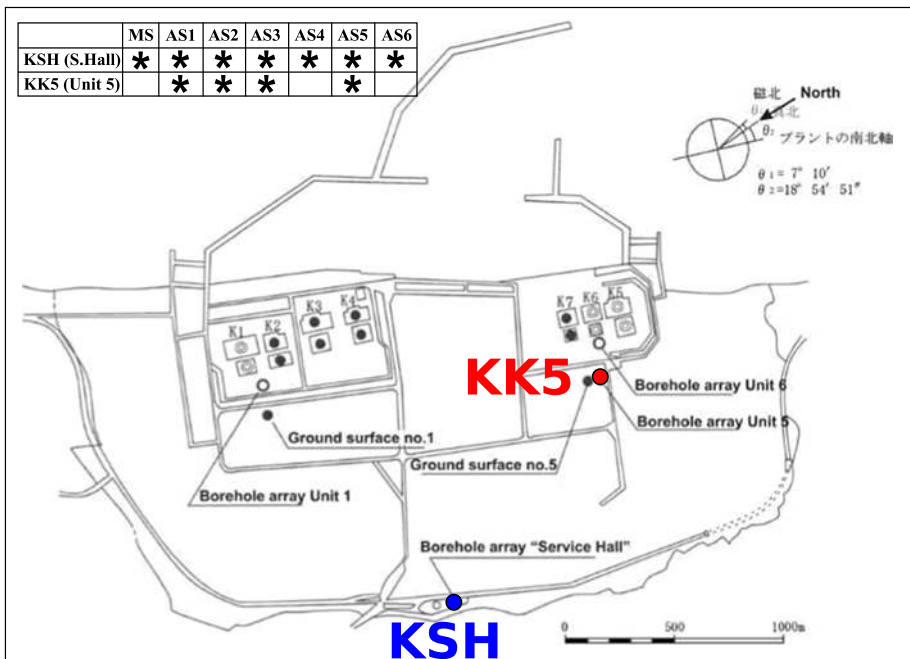 MS AS1 AS2 AS3 AS4 AS5 AS6
KSH (S.Hall) * * * * * * *
KK5 (Unit 5) * * * *
磁北 North
θ₁ 真北
θ₂ プラントの南北軸
θ₁= 7° 10′
θ₂=18° 54′ 51″
K1
K2
K3
K4
K7
K6
K5
KK5
Borehole array Unit 6
Borehole array Unit 5
Ground surface no.1
Ground surface no.5
Borehole array Unit 1
Borehole array "Service Hall"
KSH
0 500 1000m